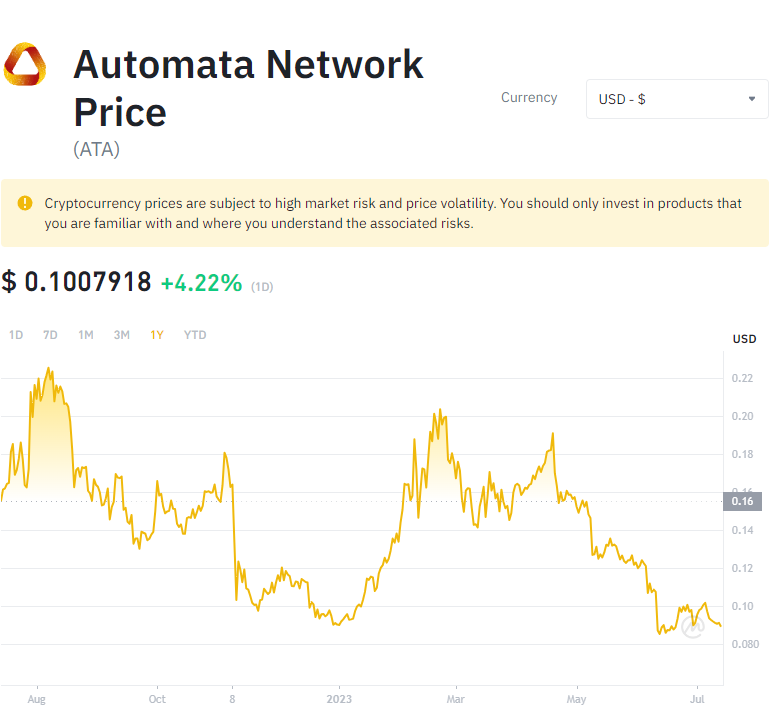 Automata Network
Price
(ATA)
Currency
USD - $
Cryptocurrency prices are subject to high market risk and price volatility. You should only invest in products that
you are familiar with and where you understand the associated risks.
$ 0.1007918 +4.22% (1D)
1D 7D 1M 3M 1Y YTD
USD
0.22
0.20
0.18
0.16
0.14
0.12
0.10
0.080
Aug Oct 8 2023 Mar May Jul